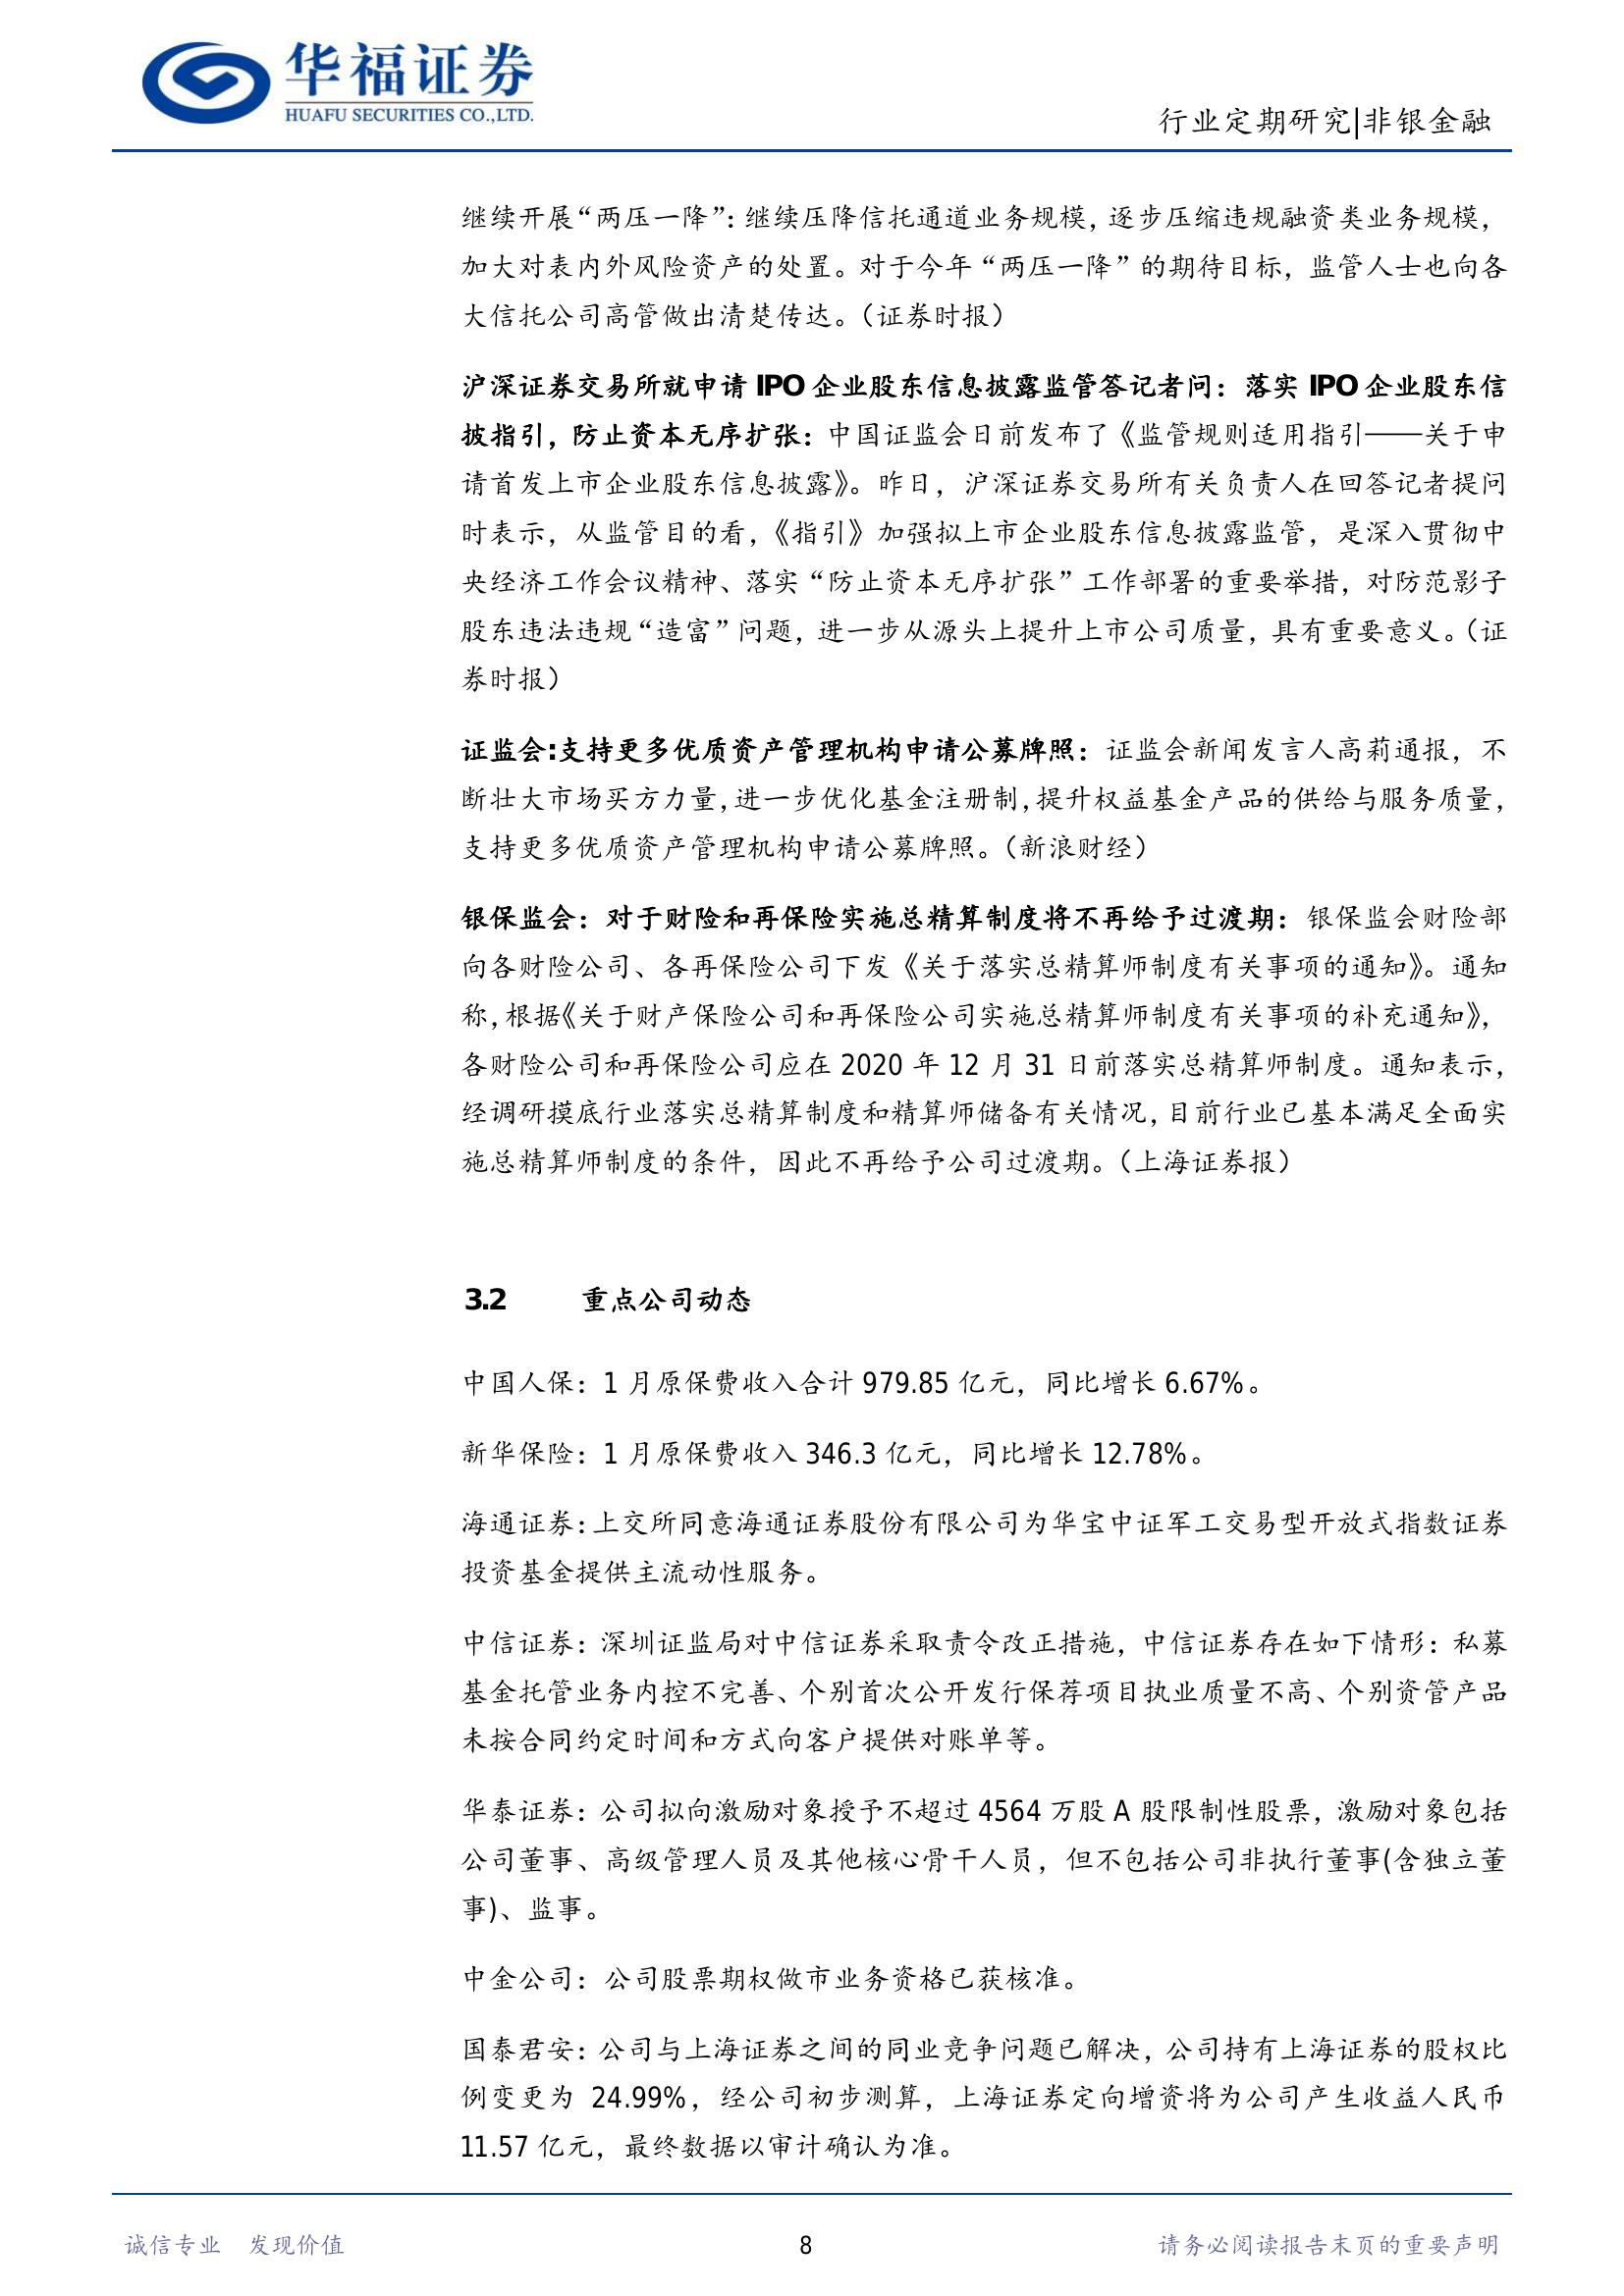 华福证券
HUAFU SECURITIES CO.,LTD.
行业定期研究|非银金融
继续开展“两压一降”：继续压降信托通道业务规模，逐步压缩违规融资类业务规模，
加大对表内外风险资产的处置。对于今年“两压一降”的期待目标，监管人士也向各
大信托公司高管做出清楚传达。（证券时报）
沪深证券交易所就申请 IPO 企业股东信息披露监管答记者问：落实 IPO 企业股东信
披指引，防止资本无序扩张：中国证监会日前发布了《监管规则适用指引——关于申
请首发上市企业股东信息披露》。昨日，沪深证券交易所有关负责人在回答记者提问
时表示，从监管目的看，《指引》加强拟上市企业股东信息披露监管，是深入贯彻中
央经济工作会议精神、落实“防止资本无序扩张”工作部署的重要举措，对防范影子
股东违法违规“造富”问题，进一步从源头上提升上市公司质量，具有重要意义。（证
券时报）
证监会:支持更多优质资产管理机构申请公募牌照：证监会新闻发言人高莉通报，不
断壮大市场买方力量，进一步优化基金注册制，提升权益基金产品的供给与服务质量，
支持更多优质资产管理机构申请公募牌照。（新浪财经）
银保监会：对于财险和再保险实施总精算制度将不再给予过渡期：银保监会财险部
向各财险公司、各再保险公司下发《关于落实总精算师制度有关事项的通知》。通知
称，根据《关于财产保险公司和再保险公司实施总精算师制度有关事项的补充通知》，
各财险公司和再保险公司应在 2020 年 12 月 31 日前落实总精算师制度。通知表示，
经调研摸底行业落实总精算制度和精算师储备有关情况，目前行业已基本满足全面实
施总精算师制度的条件，因此不再给予公司过渡期。（上海证券报）
3.2 重点公司动态
中国人保：1 月原保费收入合计 979.85 亿元，同比增长 6.67%。
新华保险：1 月原保费收入 346.3 亿元，同比增长 12.78%。
海通证券：上交所同意海通证券股份有限公司为华宝中证军工交易型开放式指数证券
投资基金提供主流动性服务。
中信证券：深圳证监局对中信证券采取责令改正措施，中信证券存在如下情形：私募
基金托管业务内控不完善、个别首次公开发行保荐项目执业质量不高、个别资管产品
未按合同约定时间和方式向客户提供对账单等。
华泰证券：公司拟向激励对象授予不超过 4564 万股 A 股限制性股票，激励对象包括
公司董事、高级管理人员及其他核心骨干人员，但不包括公司非执行董事(含独立董
事)、监事。
中金公司：公司股票期权做市业务资格已获核准。
国泰君安：公司与上海证券之间的同业竞争问题已解决，公司持有上海证券的股权比
例变更为 24.99%，经公司初步测算，上海证券定向增资将为公司产生收益人民币
11.57 亿元，最终数据以审计确认为准。
诚信专业 发现价值 8 请务必阅读报告末页的重要声明